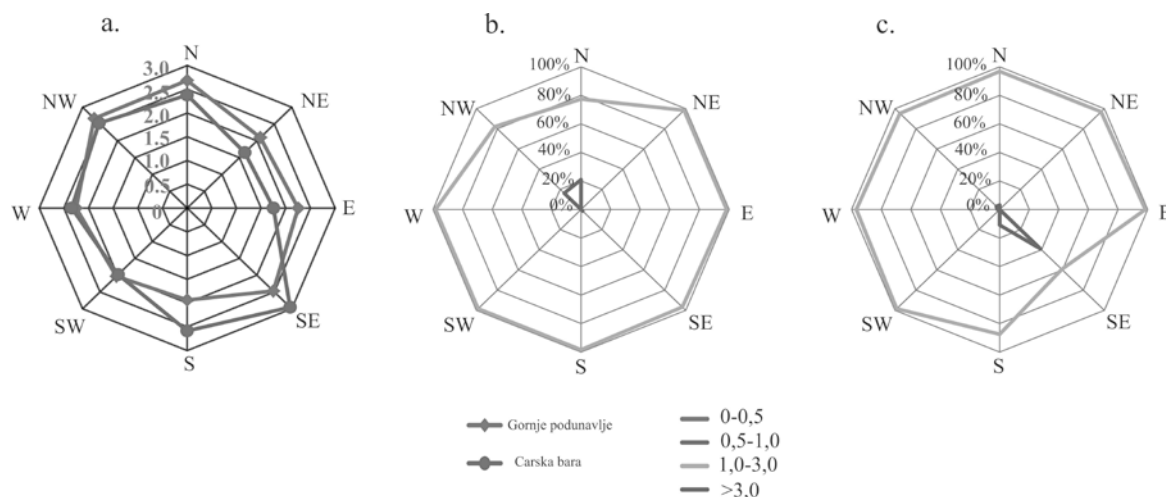 a.
N
NE
E
SE
S
SW
W
NW
3.0
2.5
2.0
1.5
1.0
0.5
0
b.
N
NE
E
SE
S
SW
W
NW
100%
80%
60%
40%
20%
0%
c.
N
NE
E
SE
S
SW
W
NW
100%
80%
60%
40%
20%
0%
Gornje podunavlje
Carska bara
0-0,5
0,5-1,0
1,0-3,0
>3,0